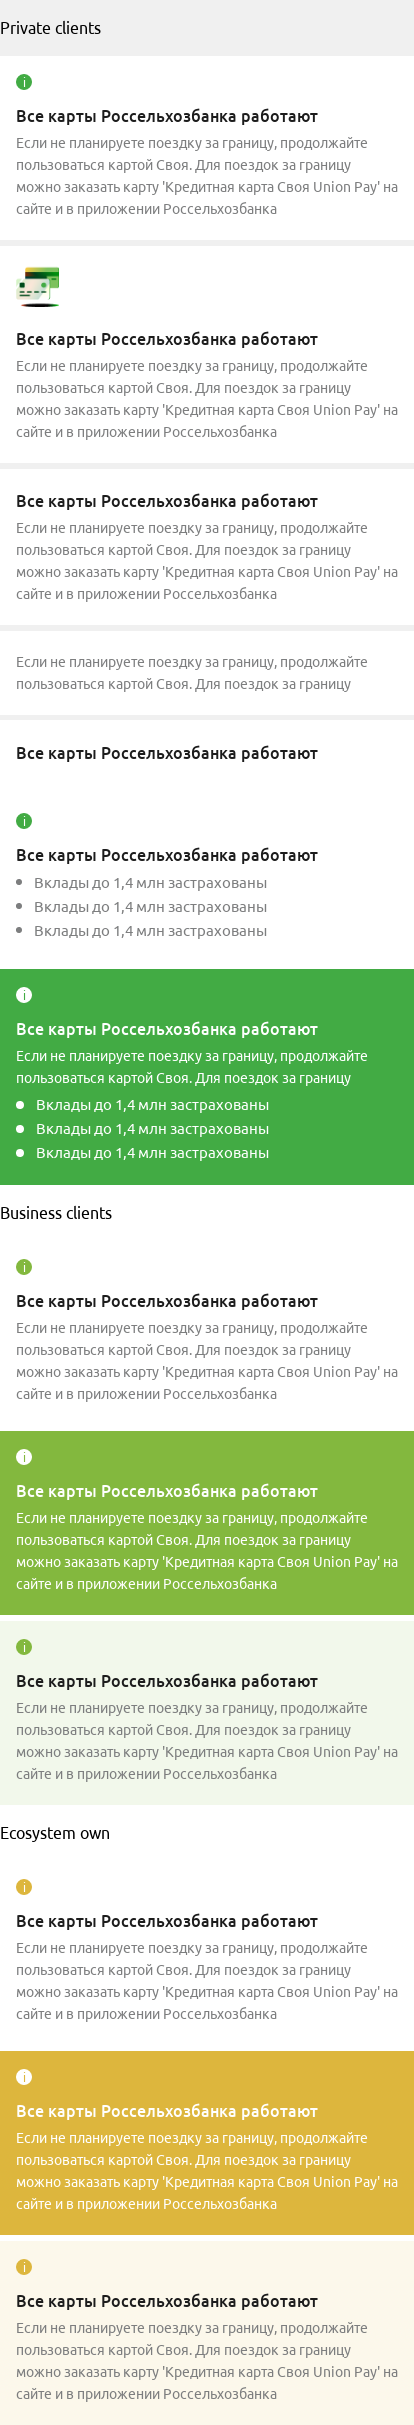 Private clients
Все карты Россельхозбанка работают
Если не планируете поездку за границу, продолжайте
пользоваться картой Своя. Для поездок за границу
можно заказать карту 'Кредитная карта Своя Union Pay' на
сайте и в приложении Россельхозбанка
Все карты Россельхозбанка работают
Если не планируете поездку за границу, продолжайте
пользоваться картой Своя. Для поездок за границу
можно заказать карту 'Кредитная карта Своя Union Pay' на
сайте и в приложении Россельхозбанка
Все карты Россельхозбанка работают
Если не планируете поездку за границу, продолжайте
пользоваться картой Своя. Для поездок за границу
можно заказать карту 'Кредитная карта Своя Union Pay' на
сайте и в приложении Россельхозбанка
Если не планируете поездку за границу, продолжайте
пользоваться картой Своя. Для поездок за границу
Все карты Россельхозбанка работают
Все карты Россельхозбанка работают
Вклады до 1,4 млн застрахованы
Вклады до 1,4 млн застрахованы
Вклады до 1,4 млн застрахованы
Все карты Россельхозбанка работают
Если не планируете поездку за границу, продолжайте
пользоваться картой Своя. Для поездок за границу
Вклады до 1,4 млн застрахованы
Вклады до 1,4 млн застрахованы
Вклады до 1,4 млн застрахованы
Business clients
Все карты Россельхозбанка работают
Если не планируете поездку за границу, продолжайте
пользоваться картой Своя. Для поездок за границу
можно заказать карту 'Кредитная карта Своя Union Pay' на
сайте и в приложении Россельхозбанка
Все карты Россельхозбанка работают
Если не планируете поездку за границу, продолжайте
пользоваться картой Своя. Для поездок за границу
можно заказать карту 'Кредитная карта Своя Union Pay' на
сайте и в приложении Россельхозбанка
Все карты Россельхозбанка работают
Если не планируете поездку за границу, продолжайте
пользоваться картой Своя. Для поездок за границу
можно заказать карту 'Кредитная карта Своя Union Pay' на
сайте и в приложении Россельхозбанка
Ecosystem own
Все карты Россельхозбанка работают
Если не планируете поездку за границу, продолжайте
пользоваться картой Своя. Для поездок за границу
можно заказать карту 'Кредитная карта Своя Union Pay' на
сайте и в приложении Россельхозбанка
Все карты Россельхозбанка работают
Если не планируете поездку за границу, продолжайте
пользоваться картой Своя. Для поездок за границу
можно заказать карту 'Кредитная карта Своя Union Pay' на
сайте и в приложении Россельхозбанка
Все карты Россельхозбанка работают
Если не планируете поездку за границу, продолжайте
пользоваться картой Своя. Для поездок за границу
можно заказать карту 'Кредитная карта Своя Union Pay' на
сайте и в приложении Россельхозбанка